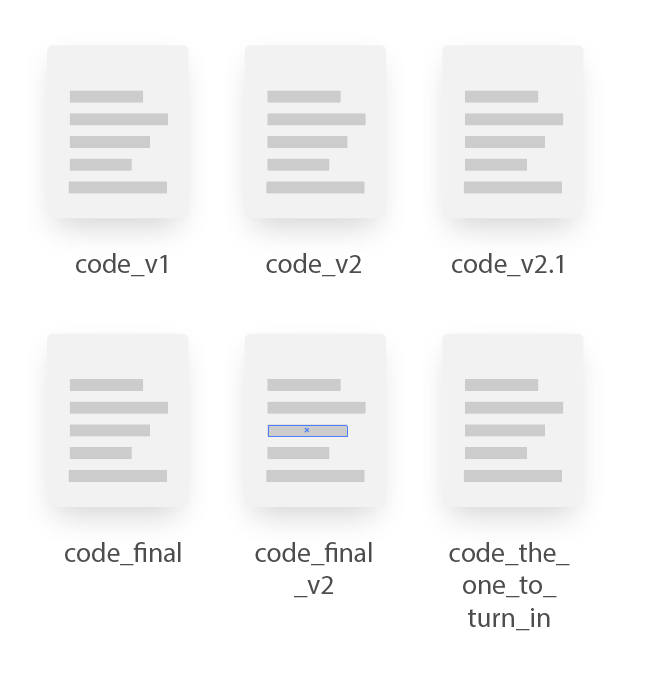 code_v1
code_v2
code_v2.1
code_final
code_final
_v2
code_the_
one_to_
turn_in